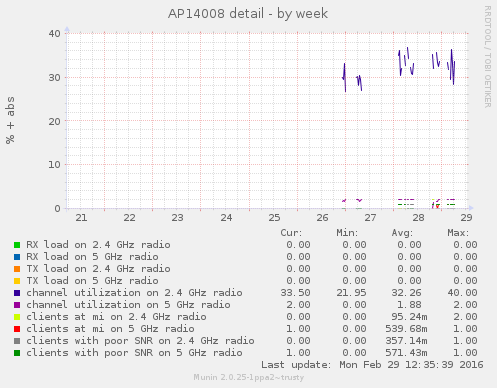 AP14008 detail - by week
RRDTOOL / TOBI OETIKER
% + abs
40
30
20
10
0
21 22 23 24 25 26 27 28 29
Cur: Min: Avg: Max:
RX load on 2.4 GHz radio 0.00 0.00 0.00 0.00
RX load on 5 GHz radio 0.00 0.00 0.00 0.00
TX load on 2.4 GHz radio 0.00 0.00 0.00 0.00
TX load on 5 GHz radio 0.00 0.00 0.00 0.00
channel utilization on 2.4 GHz radio 33.50 21.95 32.26 40.00
channel utilization on 5 GHz radio 2.00 0.00 1.88 2.00
clients at mi on 2.4 GHz radio 0.00 0.00 95.24m 2.00
clients at mi on 5 GHz radio 1.00 0.00 539.68m 1.00
clients with poor SNR on 2.4 GHz radio 0.00 0.00 357.14m 1.00
clients with poor SNR on 5 GHz radio 1.00 0.00 571.43m 1.00
Last update: Mon Feb 29 12:35:39 2016
Munin 2.0.25-1ppa2~trusty